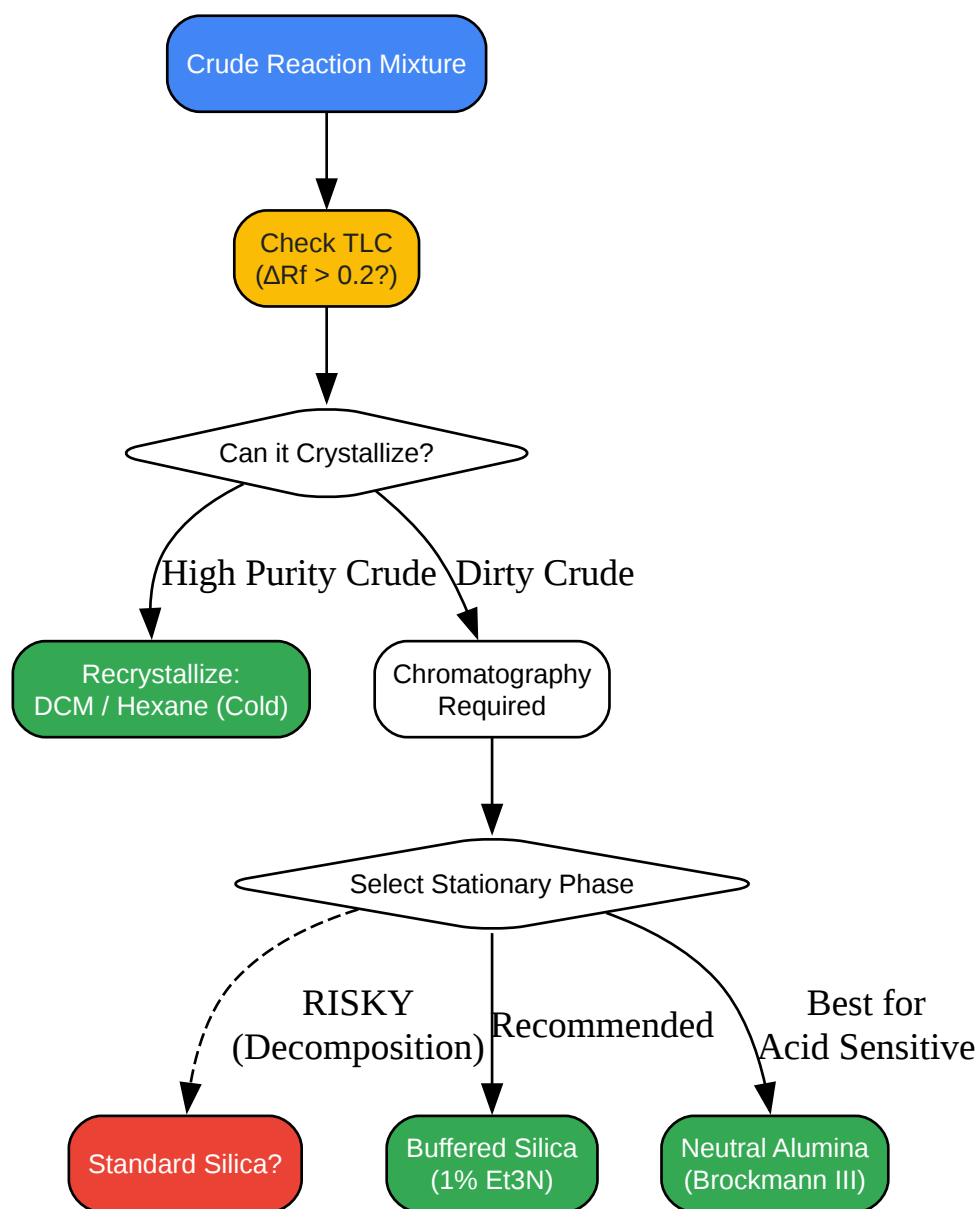 Crude Reaction Mixture
Check TLC
(ΔRf > 0.2?)
Can it Crystallize?
High Purity Crude
Dirty Crude
Recrystallize:
DCM / Hexane (Cold)
Chromatography
Required
Select Stationary Phase
RISKY
(Decomposition)
Recommended
Best for
Acid Sensitive
Standard Silica?
Buffered Silica
(1% Et3N)
Neutral Alumina
(Brockmann III)